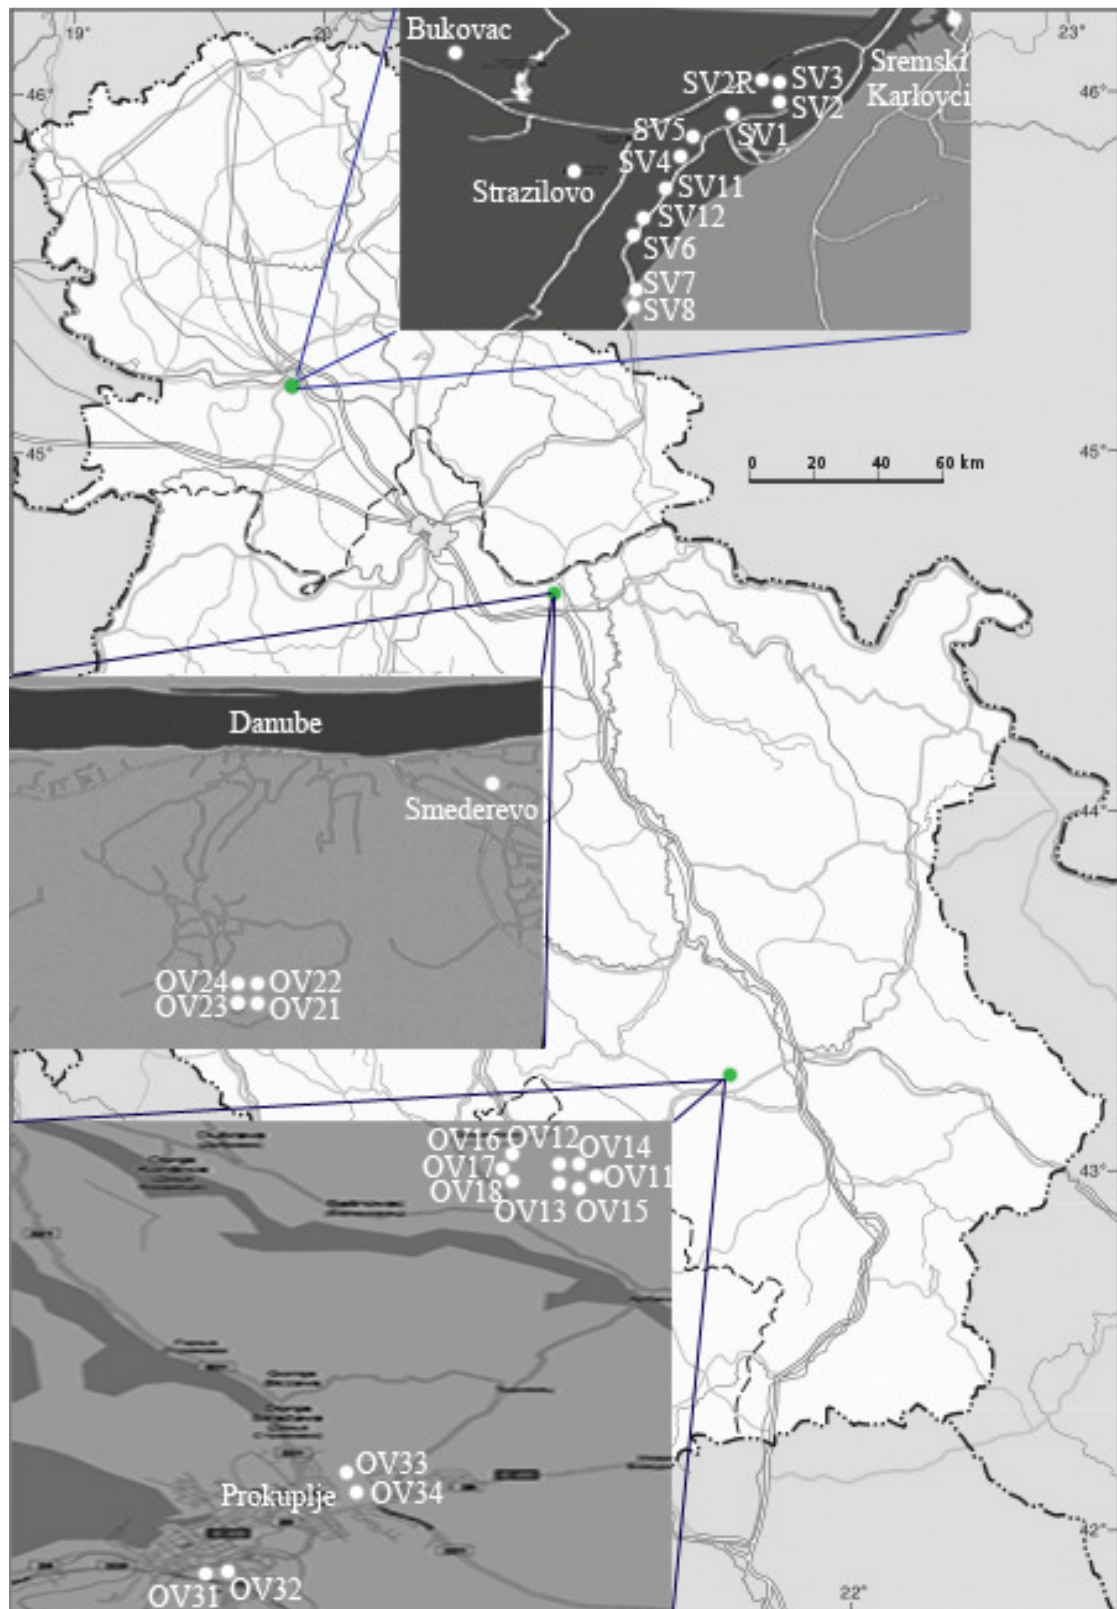 19°
23°
Bukovac
Sremski
Karlovci
46°
46°
SV2R
SV3
SV2
SV5
SV1
SV4
Strazilovo
SV11
SV12
SV6
SV7
SV8
45°
45°
0 20 40 60 km
Danube
Smederevo
44°
OV24
OV22
OV23
OV21
OV16
OV12
OV14
OV17
OV11
OV18
OV13
OV15
43°
OV33
Prokuplje
OV34
42°
OV31
OV32
22°